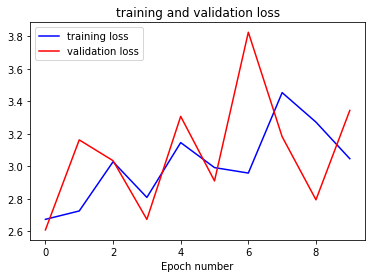 training and validation loss
training loss
validation loss
3.8
3.6
3.4
3.2
3.0
2.8
2.6
0 2 4 6 8
Epoch number